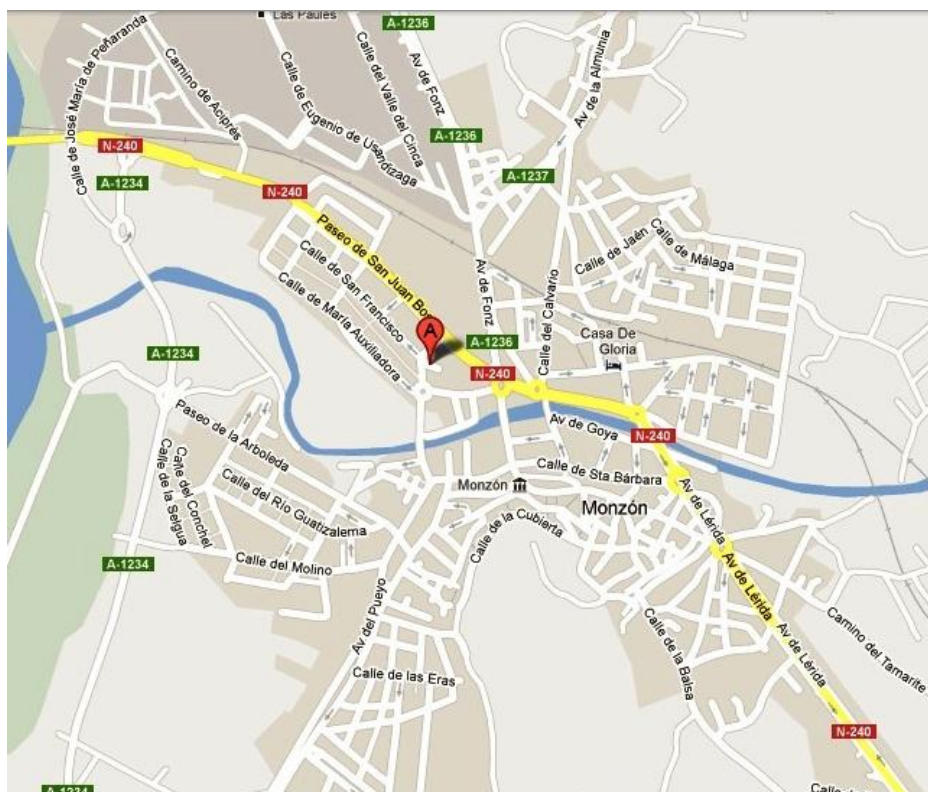 Las Paules
A-1236
Calle de José María de Peñaranda
Camino de Aciprés
Calle de Eugenio de Usandizaga
Calle del Valle del Cinca
Av de Fonz
Av de la Almunia
A-1236
N-240
A-1234
A-1237
N-240
Paseo de San Juan Bo
Calle de San Francisco
Calle de María Auxiliadora
Av de Fonz
Calle de Jaén
Calle de Málaga
Calle del Calvario
A
A-1236
Casa De
Gloria
A-1234
N-240
Paseo de la Arboleda
Av de Goya
N-240
Calle del Conchel
Calle de la Selgua
Calle del Río Guatizalema
Calle de Sta Bárbara
Monzón
Monzón
Av de Lérida
Calle de la Cubierta
A-1234
Calle del Molino
Av de Lérida
Av del Pueyo
Av de Lérida
Camino del Tamarite
Calle de la Balsa
Calle de las Eras
N-240
A-1234